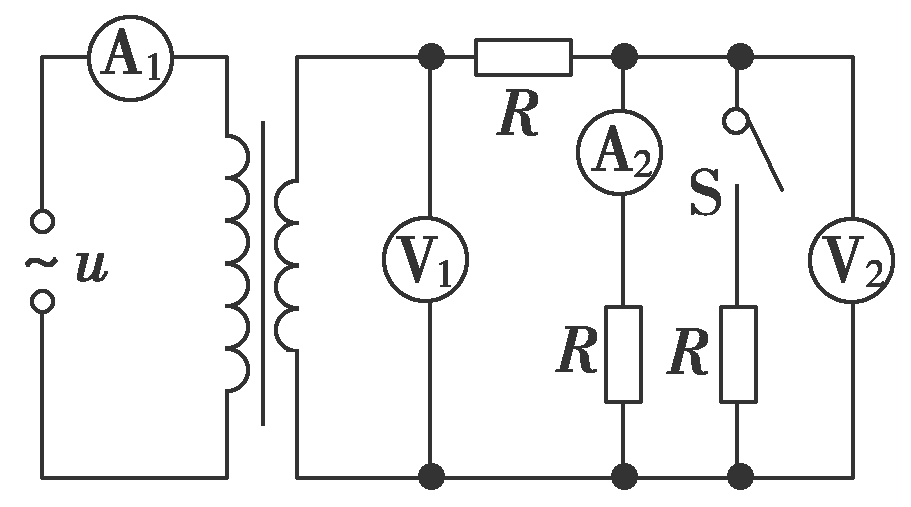 A₁
R
A₂
S
V₁
V₂
~ u
R
R